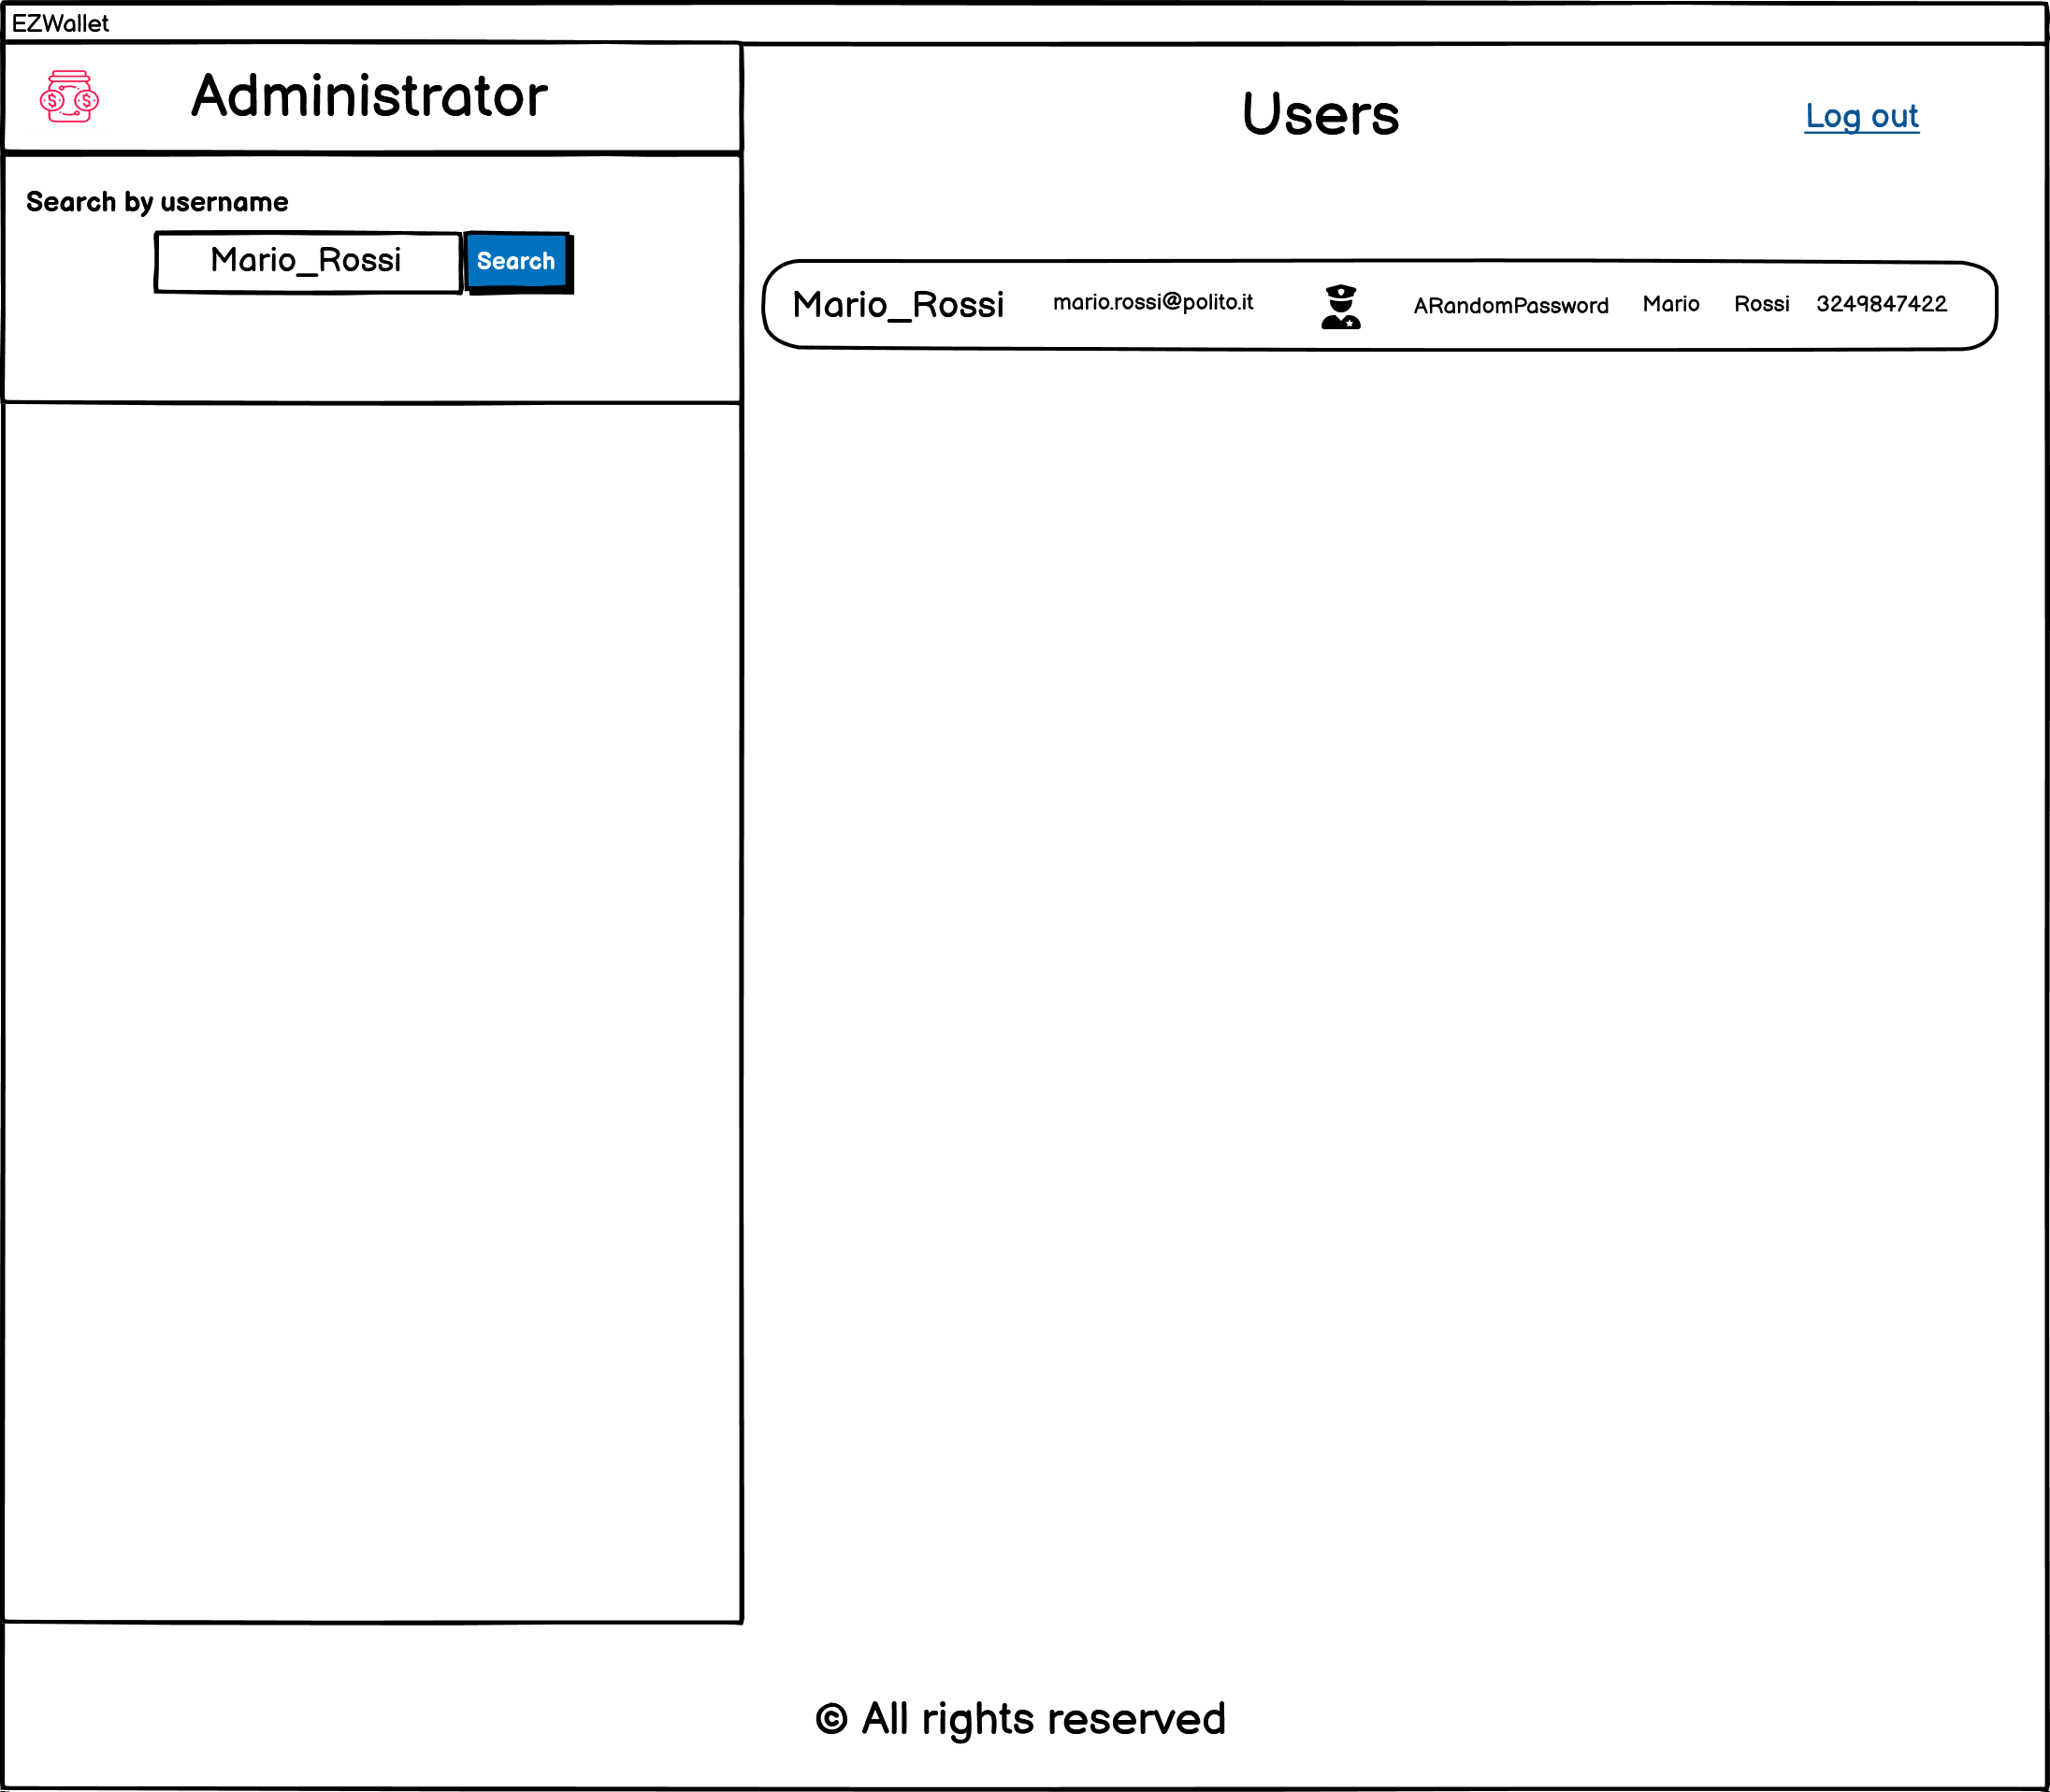 EZWallet
Administrator
Users
Log out
Search by username
Mario_Rossi
Search
Mario_Rossi mario.rossi@polito.it ARandomPassword Mario Rossi 3249847422
© All rights reserved